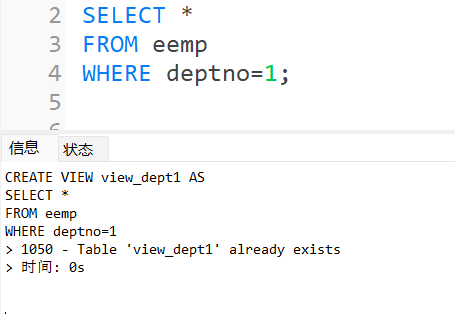 2 SELECT *
3 FROM eemp
4 WHERE deptno=1;
5
6
信息 状态
CREATE VIEW view_dept1 AS
SELECT *
FROM eemp
WHERE deptno=1
> 1050 - Table 'view_dept1' already exists
> 时间: 0s